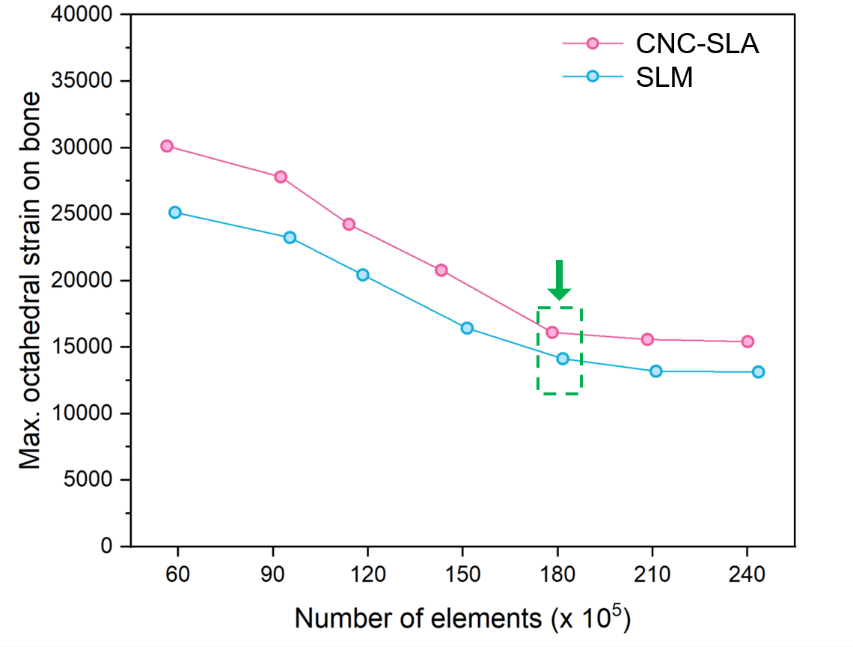 40000
35000
30000
25000
20000
15000
10000
5000
0
Max. octahedral strain on bone
CNC-SLA
SLM
60 90 120 150 180 210 240
Number of elements (x 10⁵)